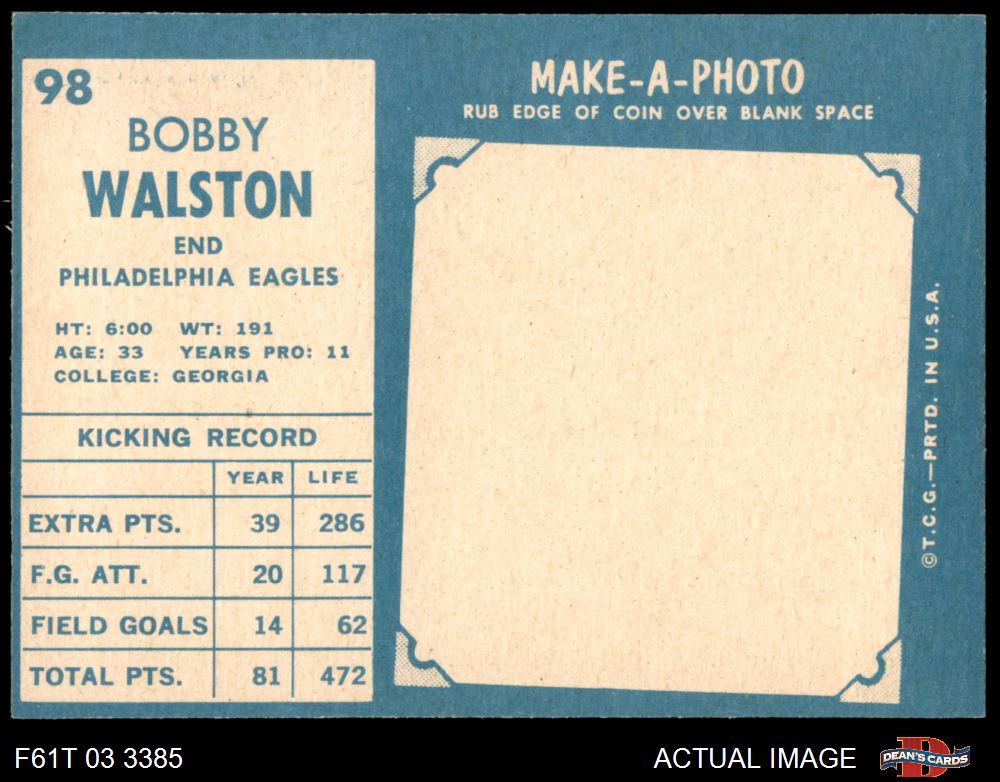 98
BOBBY
WALSTON
END
PHILADELPHIA EAGLES
HT: 6:00 WT: 191
AGE: 33 YEARS PRO: 11
COLLEGE: GEORGIA
KICKING RECORD
YEAR LIFE
EXTRA PTS. 39 286
F.G. ATT. 20 117
FIELD GOALS 14 62
TOTAL PTS. 81 472
MAKE-A-PHOTO
RUB EDGE OF COIN OVER BLANK SPACE
©T.C.G.—PRTD. IN U.S.A.
F61T 03 3385
ACTUAL IMAGE
D
DEAN'S CARDS